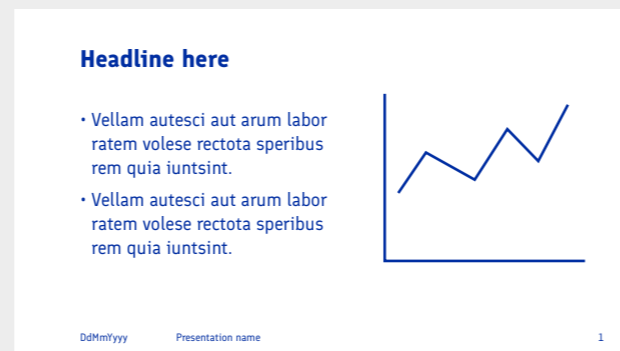 Headline here
• Vellam autesci aut arum labor
ratem volese rectota speribus
rem quia iuntsint.
• Vellam autesci aut arum labor
ratem volese rectota speribus
rem quia iuntsint.
DdMmYyyy Presentation name 1